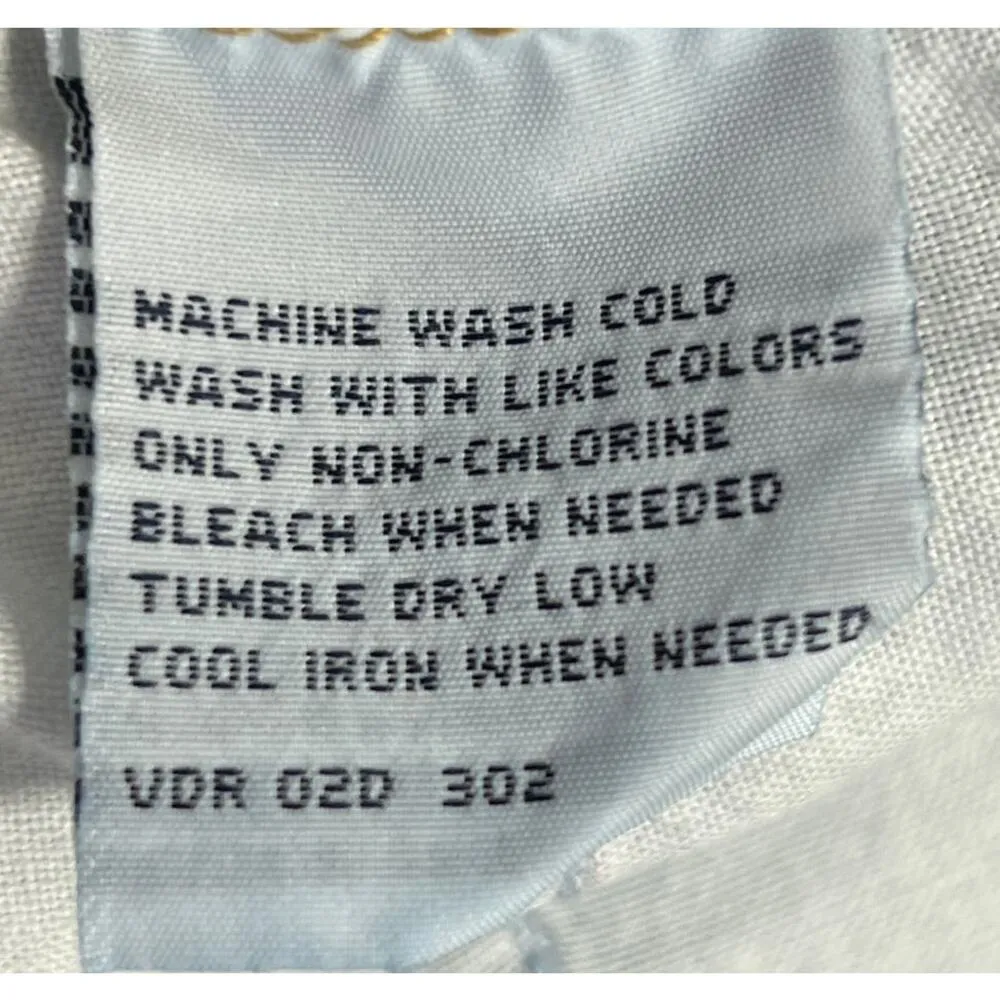 MACHINE WASH COLD
WASH WITH LIKE COLORS
ONLY NON-CHLORINE
BLEACH WHEN NEEDED
TUMBLE DRY LOW
COOL IRON WHEN NEEDED
VDR 02D 302